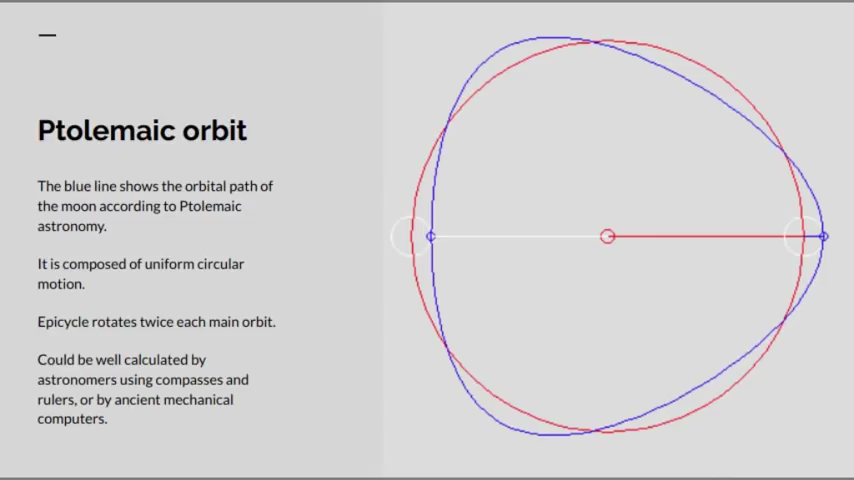 Ptolemaic orbit
The blue line shows the orbital path of
the moon according to Ptolemaic
astronomy.
It is composed of uniform circular
motion.
Epicycle rotates twice each main orbit.
Could be well calculated by
astronomers using compasses and
rulers, or by ancient mechanical
computers.